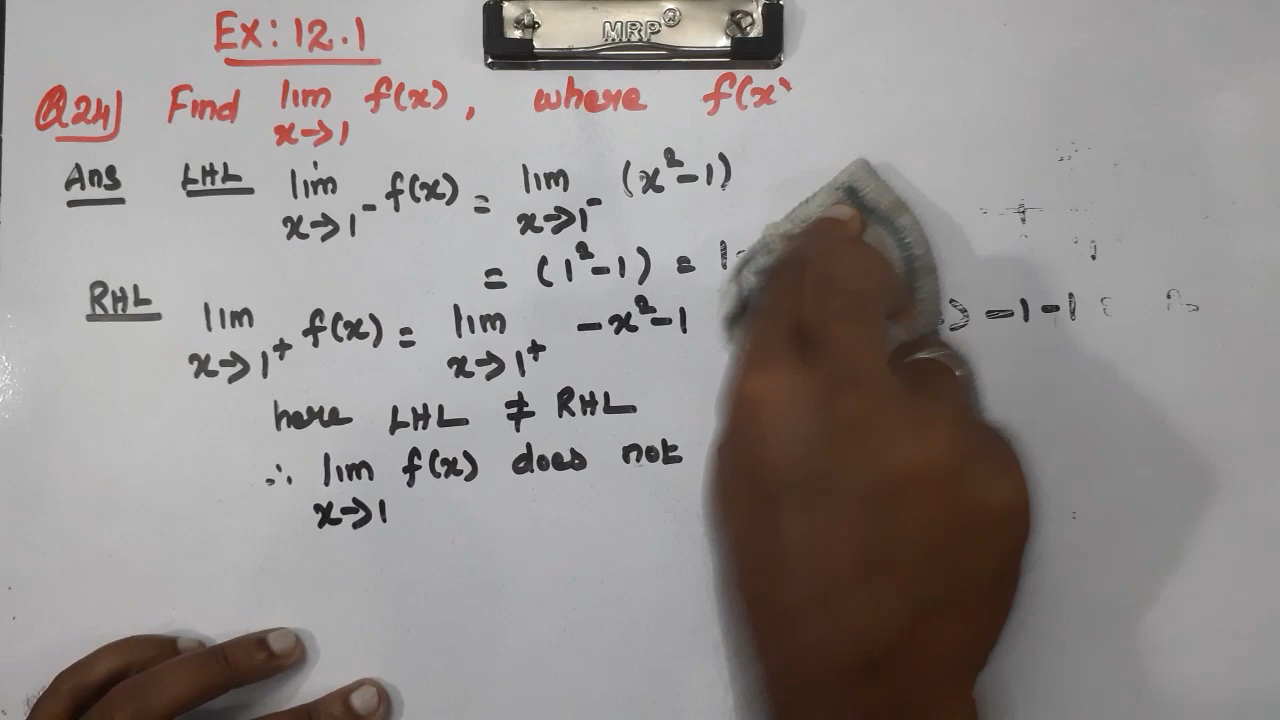 MRP®
Ex: 12.1
Q24) Find lim x→1 f(x), where f(x)
Ans LHL lim x→1⁻ f(x) = lim x→1⁻ (x²-1)
= (1²-1) =
RHL lim x→1⁺ f(x) = lim x→1⁺ -x²-1 -1-1
here LHL ≠ RHL
∴ lim x→1 f(x) does not